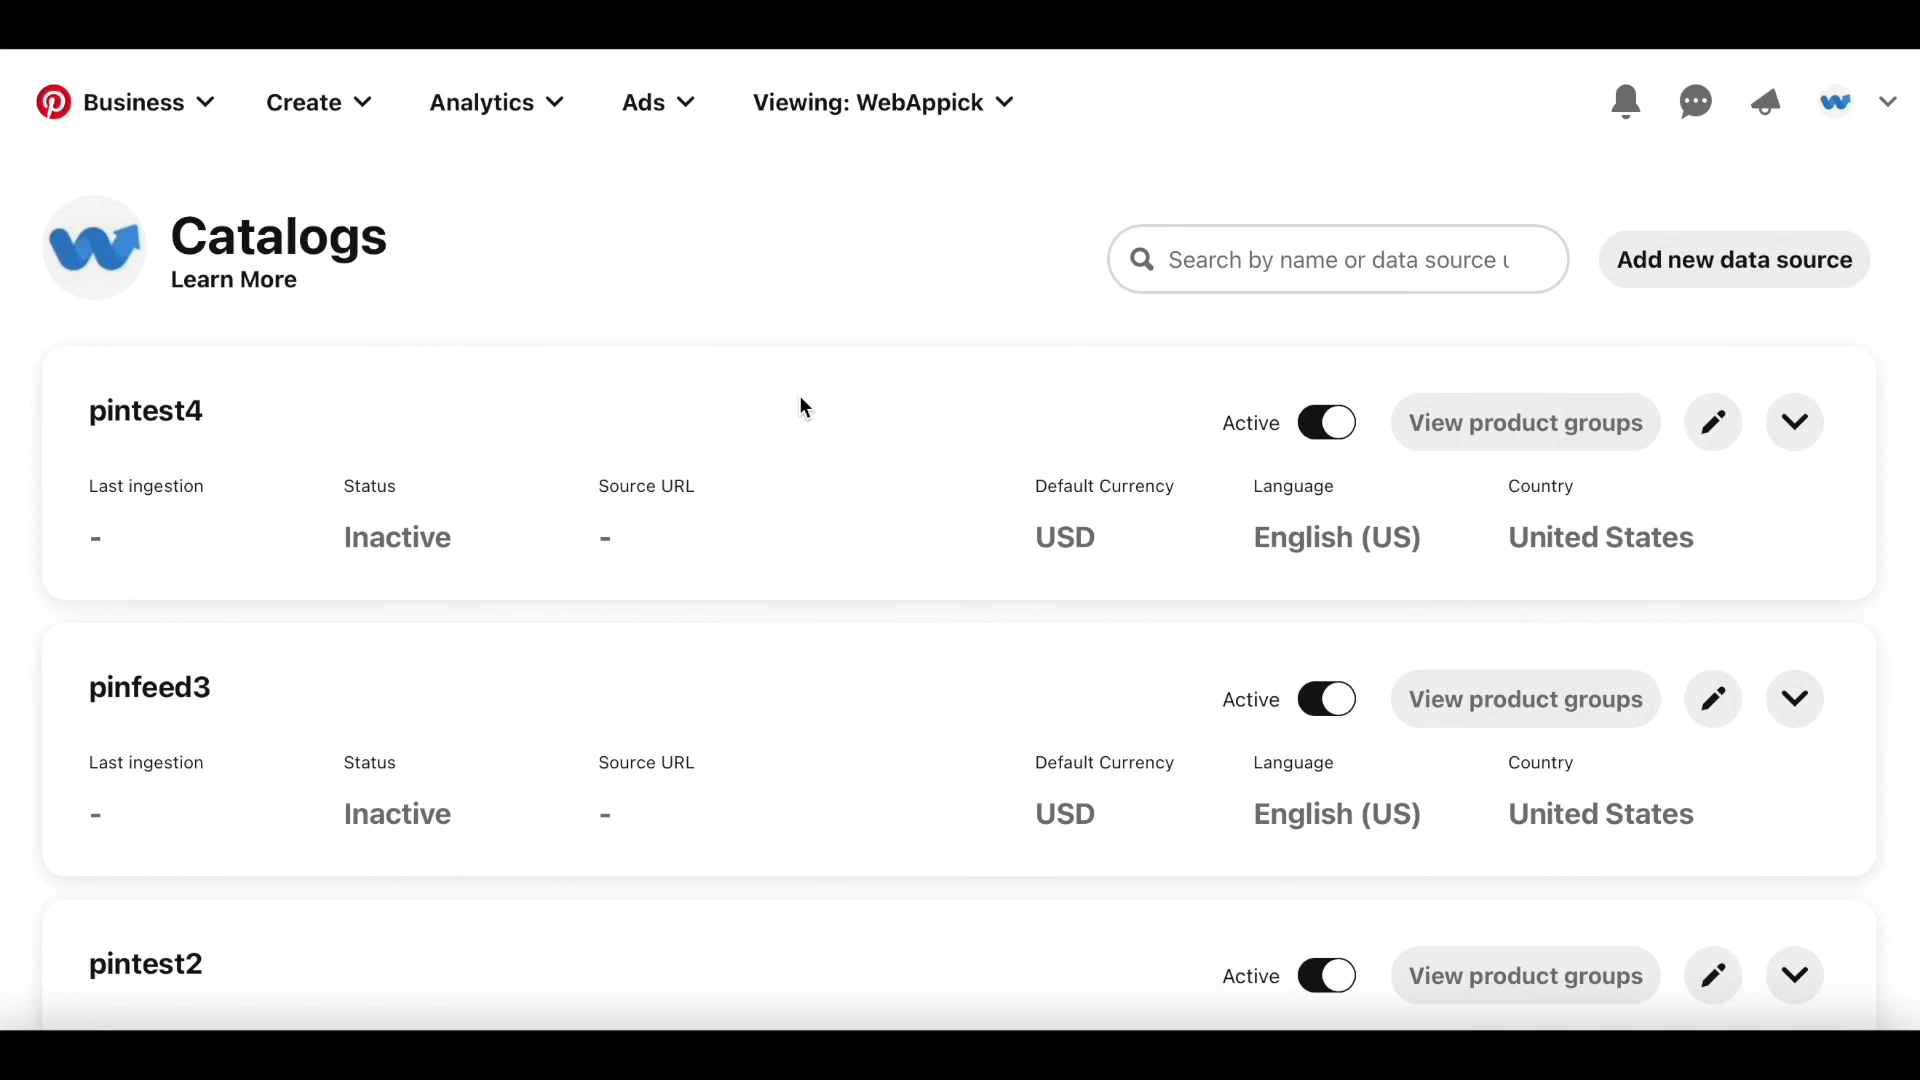 Business Create Analytics Ads Viewing: WebAppick
Catalogs
Learn More
Search by name or data source u
Add new data source
pintest4
Active View product groups
Last ingestion Status Source URL Default Currency Language Country
- Inactive - USD English (US) United States
pinfeed3
Active View product groups
Last ingestion Status Source URL Default Currency Language Country
- Inactive - USD English (US) United States
pintest2
Active View product groups